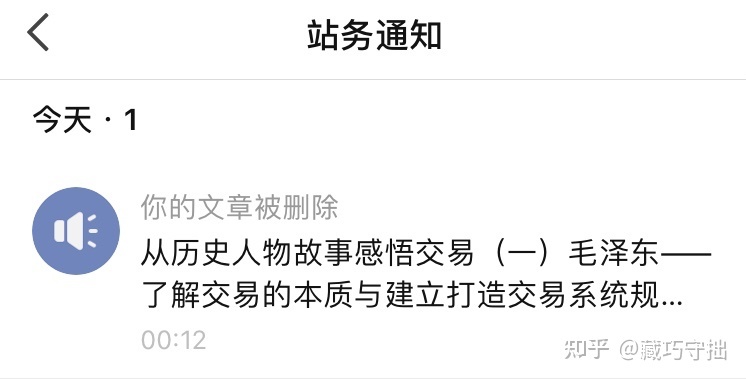 站务通知
今天 · 1
你的文章被删除
从历史人物故事感悟交易（一）毛泽东——
了解交易的本质与建立打造交易系统规...
00:12
知乎 @藏巧守拙